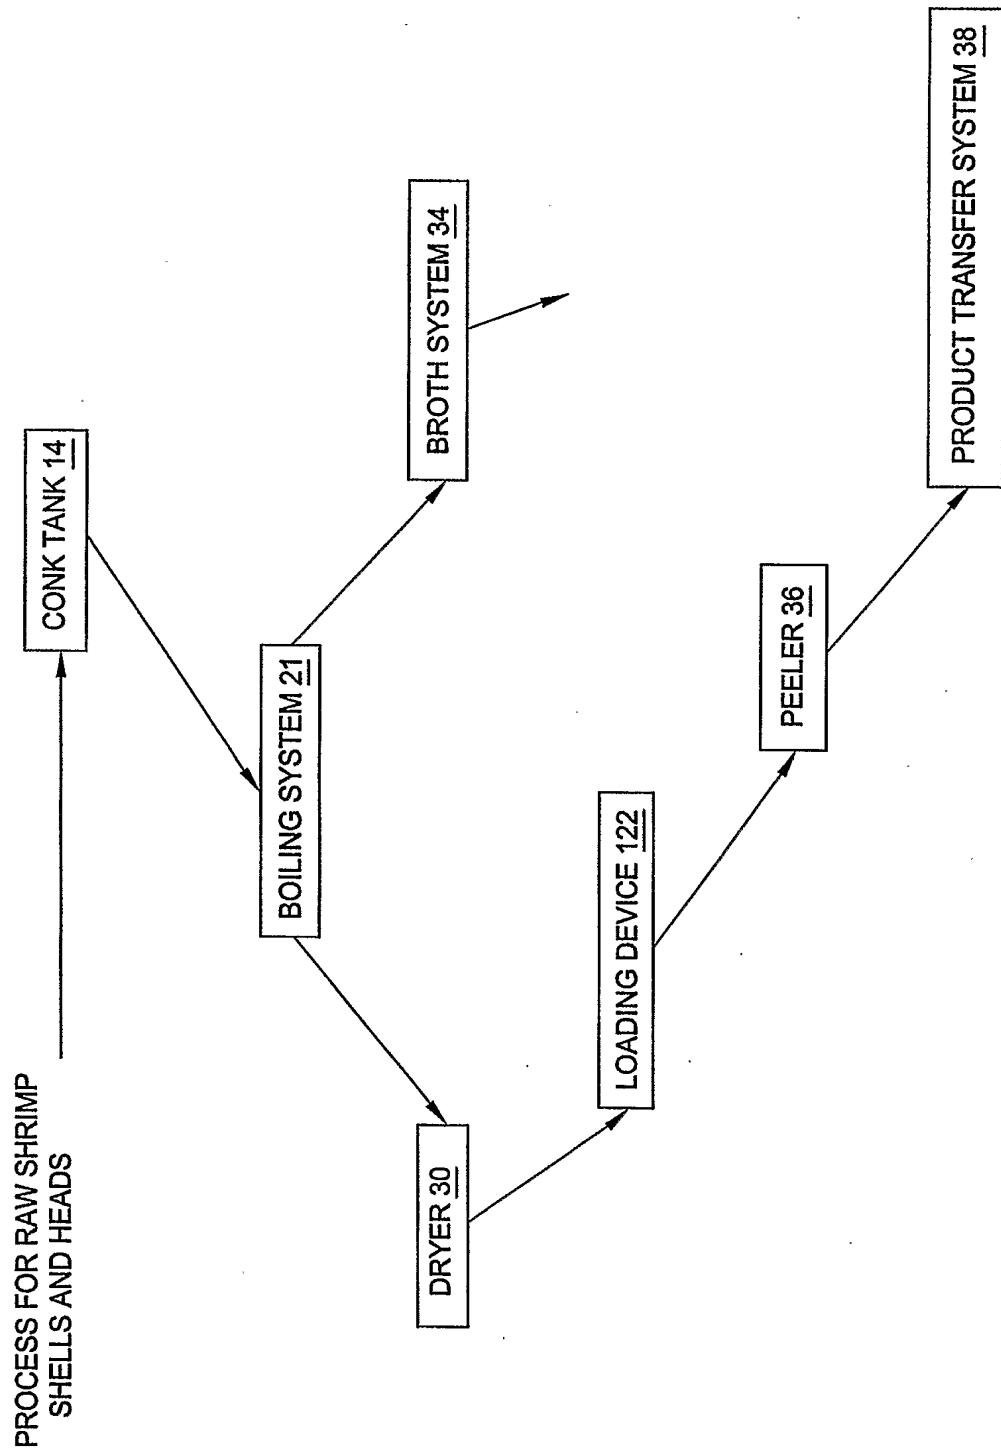 PROCESS FOR RAW SHRIMP
SHELLS AND HEADS
CONK TANK 14
BOILING SYSTEM 21
DRYER 30
BROTH SYSTEM 34
LOADING DEVICE 122
PEELER 36
PRODUCT TRANSFER SYSTEM 38